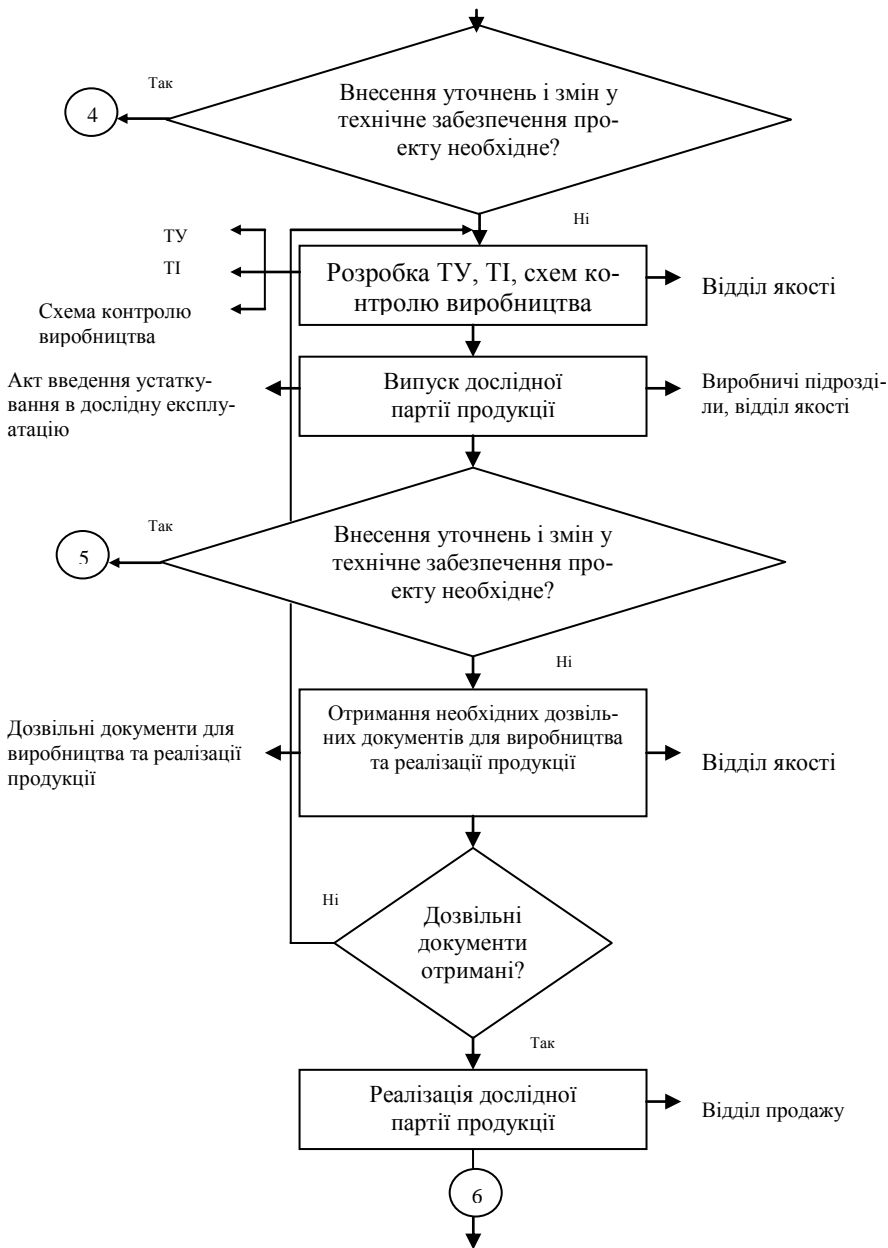 Так
Внесення уточнень і змін у
технічне забезпечення про-
екту необхідне?
4
Ні
ТУ
ТІ
Схема контролю
виробництва
Розробка ТУ, ТІ, схем ко-
нтролю виробництва
Відділ якості
Акт введення устатку-
вання в дослідну експлу-
атацію
Випуск дослідної
партії продукції
Виробничі підрозді-
ли, відділ якості
Так
Внесення уточнень і змін у
технічне забезпечення про-
екту необхідне?
5
Ні
Дозвільні документи для
виробництва та реалізації
продукції
Отримання необхідних дозвіль-
них документів для виробництва
та реалізації продукції
Відділ якості
Ні
Дозвільні
документи
отримані?
Так
Реалізація дослідної
партії продукції
Відділ продажу
6